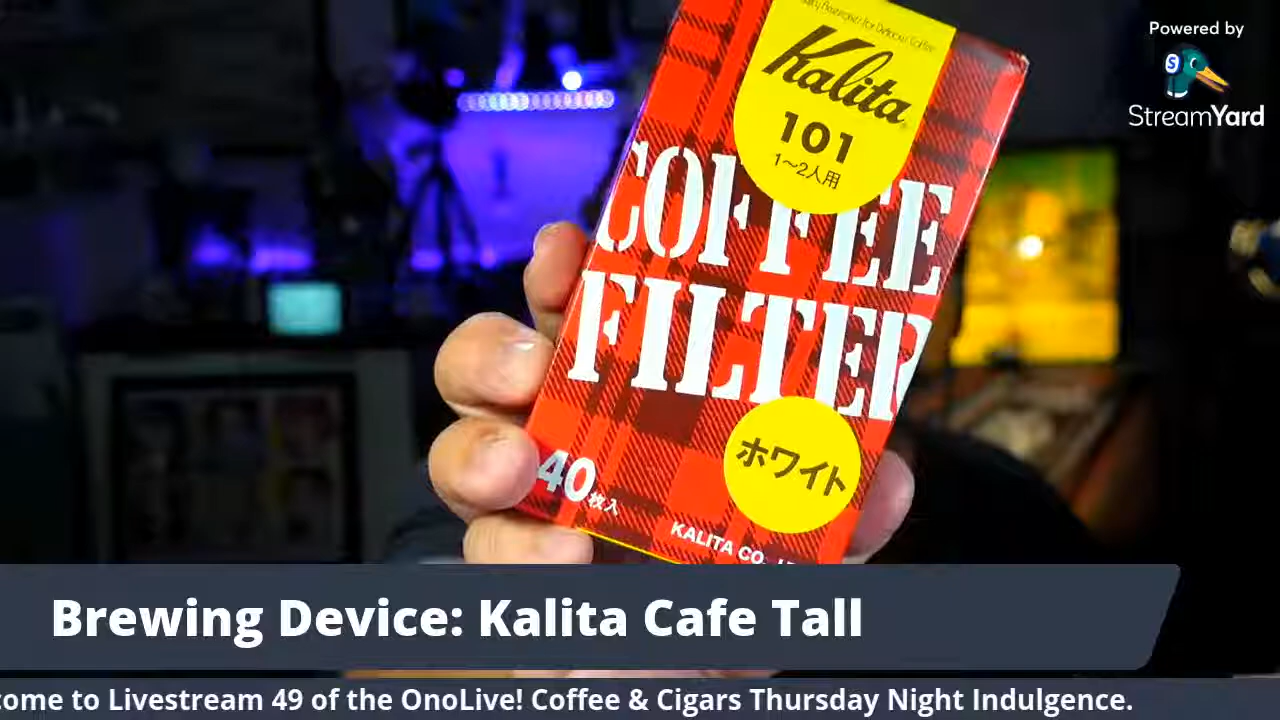 Powered by
StreamYard
Kalita
101
1〜2人用
COFFEE
FILTER
ホワイト
40枚入
KALITA CO.
Brewing Device: Kalita Cafe Tall
come to Livestream 49 of the OnoLive! Coffee & Cigars Thursday Night Indulgence.